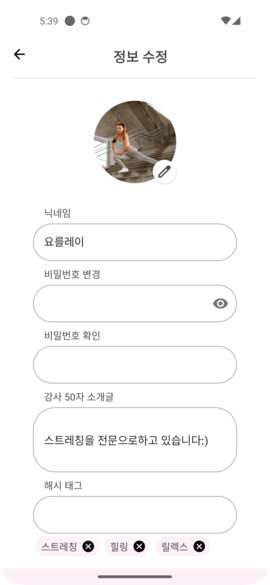 5:39
정보 수정
닉네임
요를레이
비밀번호 변경
비밀번호 확인
강사 50자 소개글
스트레칭을 전문으로하고 있습니다:)
해시 태그
스트레칭 힐링 릴렉스